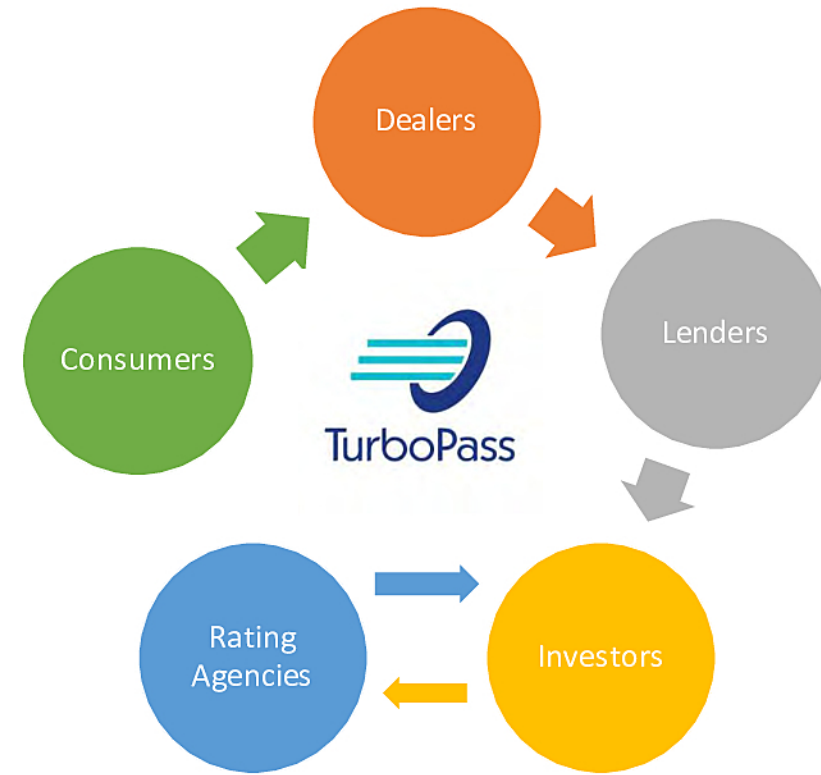 Dealers
Consumers
Lenders
TurboPass
Rating
Agencies
Investors